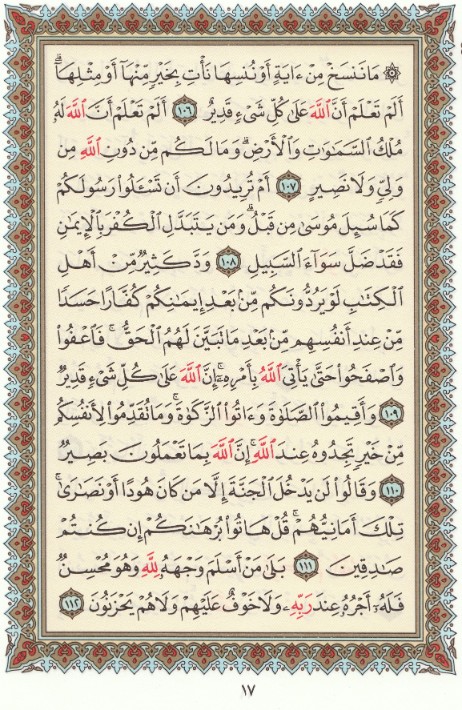 ۞ مَا نَنسَخْ مِنْ ءَايَةٍ أَوْ نُنسِهَا نَأْتِ بِخَيْرٍ مِّنْهَآ أَوْ مِثْلِهَآ ۗ
أَلَمْ تَعْلَمْ أَنَّ ٱللَّهَ عَلَىٰ كُلِّ شَىْءٍ قَدِيرٌ ١٠٦ أَلَمْ تَعْلَمْ أَنَّ ٱللَّهَ لَهُۥ
مُلْكُ ٱلسَّمَٰوَٰتِ وَٱلْأَرْضِ ۗ وَمَا لَكُم مِّن دُونِ ٱللَّهِ مِن
وَلِىٍّ وَلَا نَصِيرٍ ١٠٧ أَمْ تُرِيدُونَ أَن تَسْـَٔلُوا۟ رَسُولَكُمْ
كَمَا سُئِلَ مُوسَىٰ مِن قَبْلُ ۗ وَمَن يَتَبَدَّلِ ٱلْكُفْرَ بِٱلْإِيمَٰنِ
فَقَدْ ضَلَّ سَوَآءَ ٱلسَّبِيلِ ١٠٨ وَدَّ كَثِيرٌ مِّنْ أَهْلِ
ٱلْكِتَٰبِ لَوْ يَرُدُّونَكُم مِّنۢ بَعْدِ إِيمَٰنِكُمْ كُفَّارًا حَسَدًا
مِّنْ عِندِ أَنفُسِهِم مِّنۢ بَعْدِ مَا تَبَيَّنَ لَهُمُ ٱلْحَقُّ ۖ فَٱعْفُوا۟
وَٱصْفَحُوا۟ حَتَّىٰ يَأْتِىَ ٱللَّهُ بِأَمْرِهِۦٓ ۗ إِنَّ ٱللَّهَ عَلَىٰ كُلِّ شَىْءٍ قَدِيرٌ
١٠٩ وَأَقِيمُوا۟ ٱلصَّلَوٰةَ وَءَاتُوا۟ ٱلزَّكَوٰةَ ۚ وَمَا تُقَدِّمُوا۟ لِأَنفُسِكُم
مِّنْ خَيْرٍ تَجِدُوهُ عِندَ ٱللَّهِ ۗ إِنَّ ٱللَّهَ بِمَا تَعْمَلُونَ بَصِيرٌ
١١٠ وَقَالُوا۟ لَن يَدْخُلَ ٱلْجَنَّةَ إِلَّا مَن كَانَ هُودًا أَوْ نَصَٰرَىٰ ۗ
تِلْكَ أَمَانِيُّهُمْ ۗ قُلْ هَاتُوا۟ بُرْهَٰنَكُمْ إِن كُنتُمْ
صَٰدِقِينَ ١١١ بَلَىٰ مَنْ أَسْلَمَ وَجْهَهُۥ لِلَّهِ وَهُوَ مُحْسِنٌ
فَلَهُۥٓ أَجْرُهُۥ عِندَ رَبِّهِۦ وَلَا خَوْفٌ عَلَيْهِمْ وَلَا هُمْ يَحْزَنُونَ ١١٢
١٧